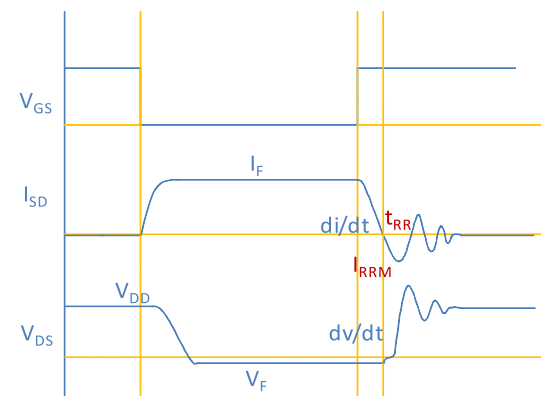 V_GS
I_F
I_SD
t_RR
di/dt
I_RRM
V_DD
V_DS
dv/dt
V_F